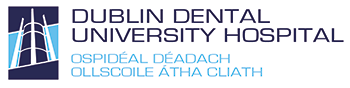 DUBLIN DENTAL
UNIVERSITY HOSPITAL
OSPIDÉAL DÉADACH
OLLSCOILE ÁTHA CLIATH